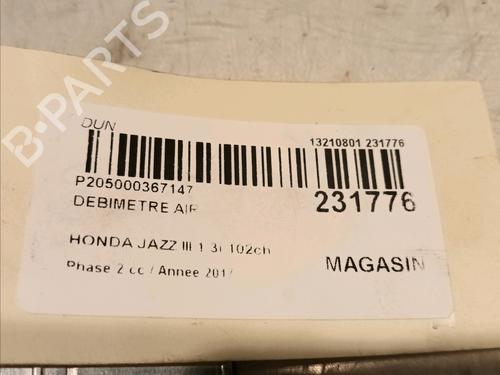 B-PARTS
DUN
13210801 231776
P205000367147
231776
DEBIMETRE AIR
HONDA JAZZ III 1.3i 102ch
MAGASIN
Phase 2 cc / Annee 2017